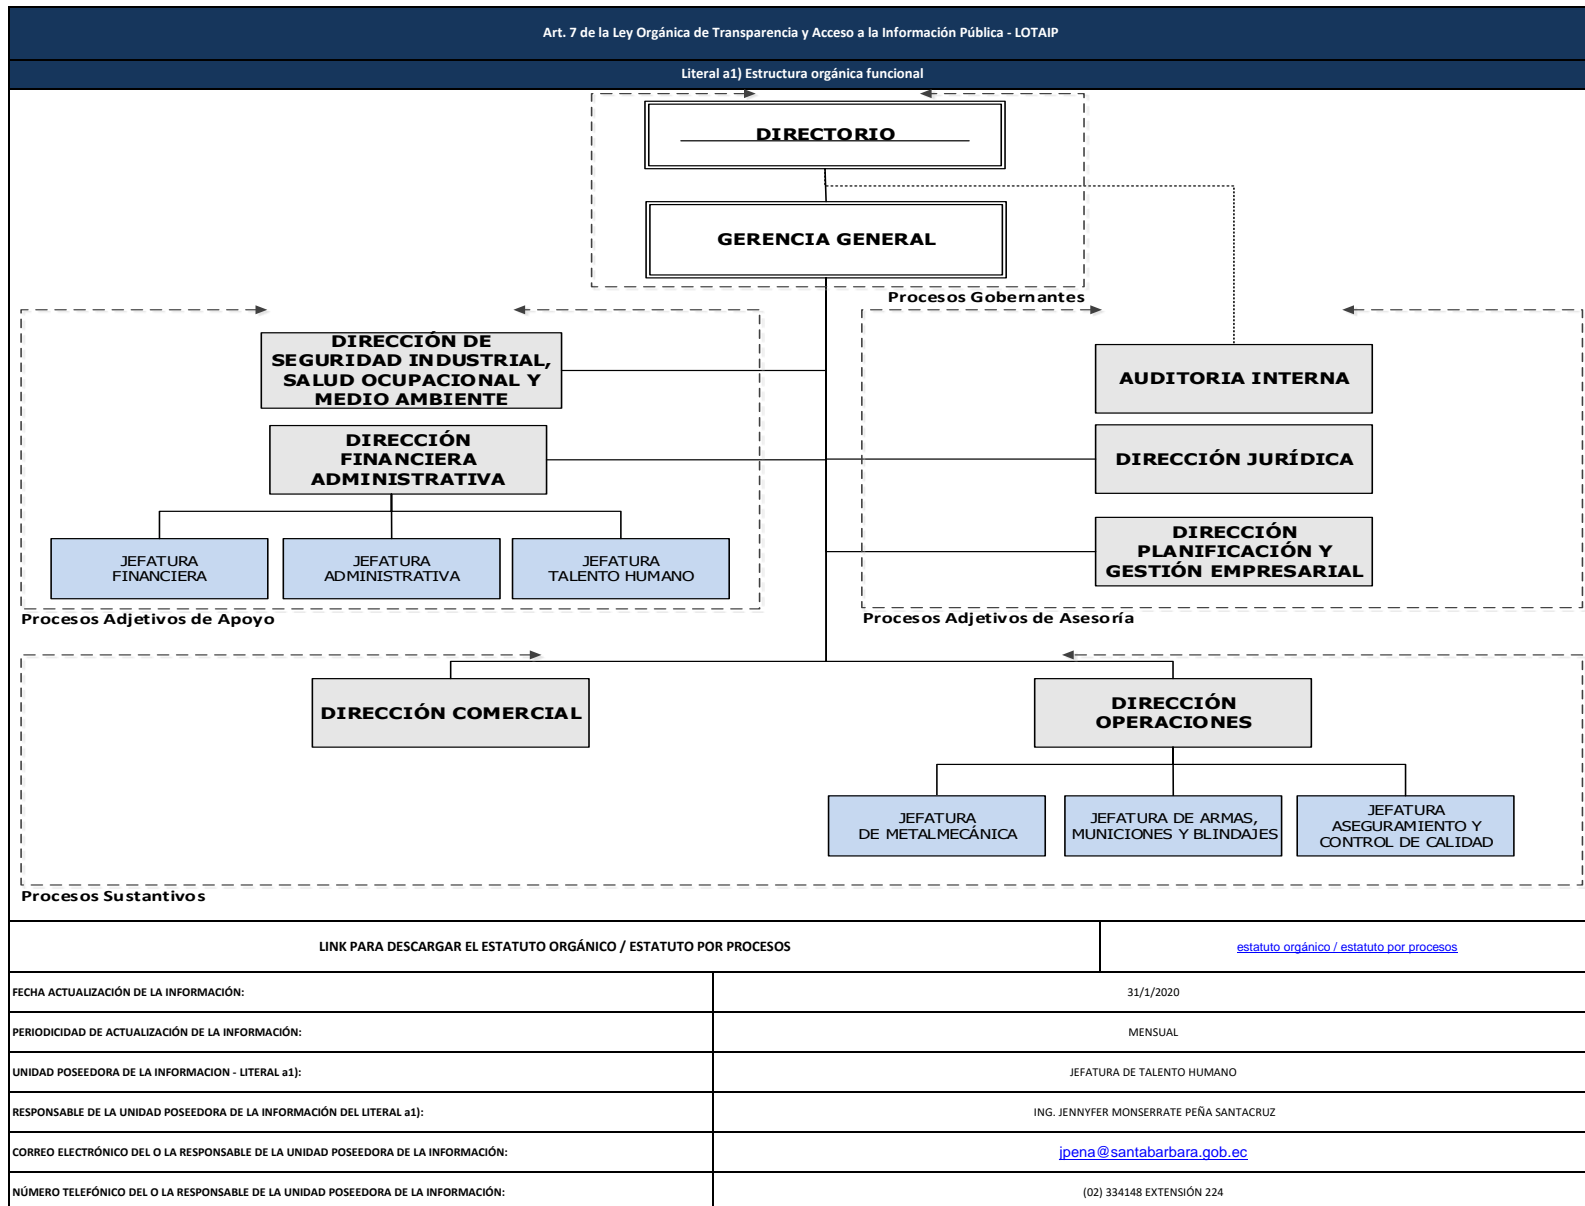 Art. 7 de la Ley Orgánica de Transparencia y Acceso a la Información Pública - LOTAIP
Literal a1) Estructura orgánica funcional
DIRECTORIO
GERENCIA GENERAL
Procesos Gobernantes
DIRECCIÓN DE
SEGURIDAD INDUSTRIAL,
SALUD OCUPACIONAL Y
MEDIO AMBIENTE
DIRECCIÓN
FINANCIERA
ADMINISTRATIVA
JEFATURA
FINANCIERA
JEFATURA
ADMINISTRATIVA
JEFATURA
TALENTO HUMANO
Procesos Adjetivos de Apoyo
AUDITORIA INTERNA
DIRECCIÓN JURÍDICA
DIRECCIÓN
PLANIFICACIÓN Y
GESTIÓN EMPRESARIAL
Procesos Adjetivos de Asesoría
DIRECCIÓN COMERCIAL
DIRECCIÓN
OPERACIONES
JEFATURA
DE METALMECÁNICA
JEFATURA DE ARMAS,
MUNICIONES Y BLINDAJES
JEFATURA
ASEGURAMIENTO Y
CONTROL DE CALIDAD
Procesos Sustantivos
LINK PARA DESCARGAR EL ESTATUTO ORGÁNICO / ESTATUTO POR PROCESOS
estatuto orgánico / estatuto por procesos
FECHA ACTUALIZACIÓN DE LA INFORMACIÓN:
31/1/2020
PERIODICIDAD DE ACTUALIZACIÓN DE LA INFORMACIÓN:
MENSUAL
UNIDAD POSEEDORA DE LA INFORMACION - LITERAL a1):
JEFATURA DE TALENTO HUMANO
RESPONSABLE DE LA UNIDAD POSEEDORA DE LA INFORMACIÓN DEL LITERAL a1):
ING. JENNYFER MONSERRATE PEÑA SANTACRUZ
CORREO ELECTRÓNICO DEL O LA RESPONSABLE DE LA UNIDAD POSEEDORA DE LA INFORMACIÓN:
jpena@santabarbara.gob.ec
NÚMERO TELEFÓNICO DEL O LA RESPONSABLE DE LA UNIDAD POSEEDORA DE LA INFORMACIÓN:
(02) 334148 EXTENSIÓN 224